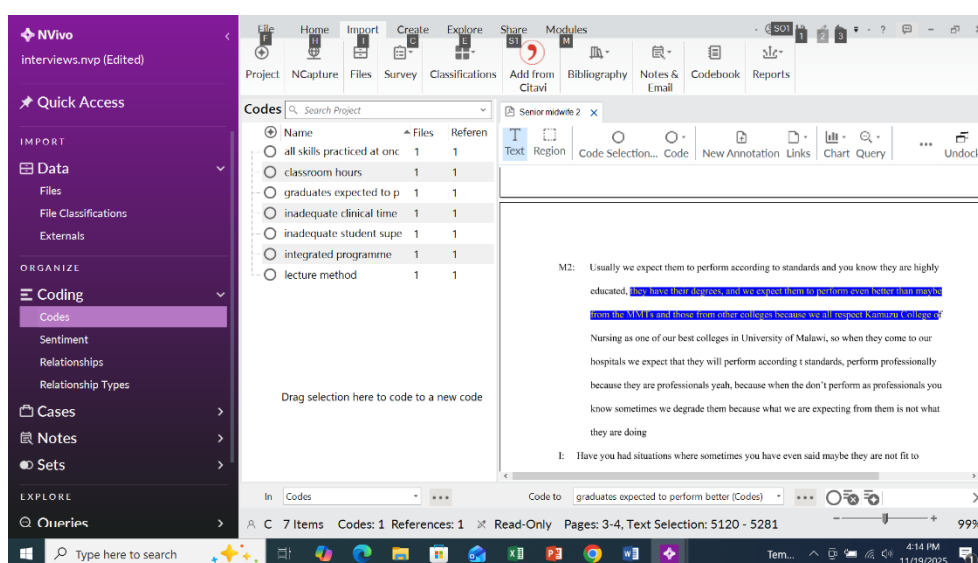 NVivo
interviews.nvp (Edited)
Quick Access
IMPORT
Data
Files
File Classifications
Externals
ORGANIZE
Coding
Codes
Sentiment
Relationships
Relationship Types
Cases
Notes
Sets
EXPLORE
Queries
File Home Import Create Explore Share Modules
F H I C E S1 M SO1 1 2 3
Project NCapture Files Survey Classifications Add from Citavi Bibliography Notes & Email Codebook Reports
Codes Search Project
Name Files Referen
all skills practiced at onc 1 1
classroom hours 1 1
graduates expected to p 1 1
inadequate clinical time 1 1
inadequate student supe 1 1
integrated programme 1 1
lecture method 1 1
Drag selection here to code to a new code
Senior midwife 2
Text Region Code Selection... Code New Annotation Links Chart Query ... Undock
M2: Usually we expect them to perform according to standards and you know they are highly
educated, they have their degrees, and we expect them to perform even better than maybe
from the MMTs and those from other colleges because we all respect Kamuzu College of
Nursing as one of our best colleges in University of Malawi, so when they come to our
hospitals we expect that they will perform according t standards, perform professionally
because they are professionals yeah, because when the don't perform as professionals you
know sometimes we degrade them because what we are expecting from them is not what
they are doing
I: Have you had situations where sometimes you have even said maybe they are not fit to
In Codes ... Code to graduates expected to perform better (Codes) ...
C 7 Items Codes: 1 References: 1 Read-Only Pages: 3-4, Text Selection: 5120 - 5281 99%
Type here to search Tem... 4:14 PM
11/19/2025